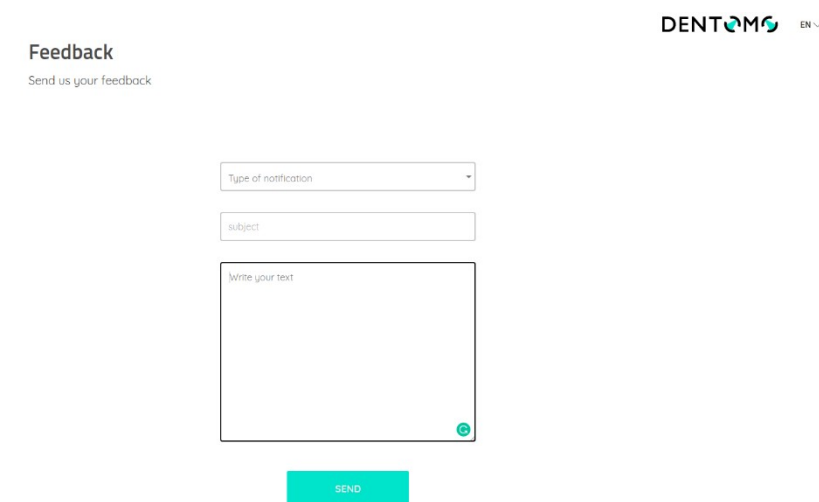 DENTOMO EN
Feedback
Send us your feedback
Type of notification
subject
Write your text
SEND